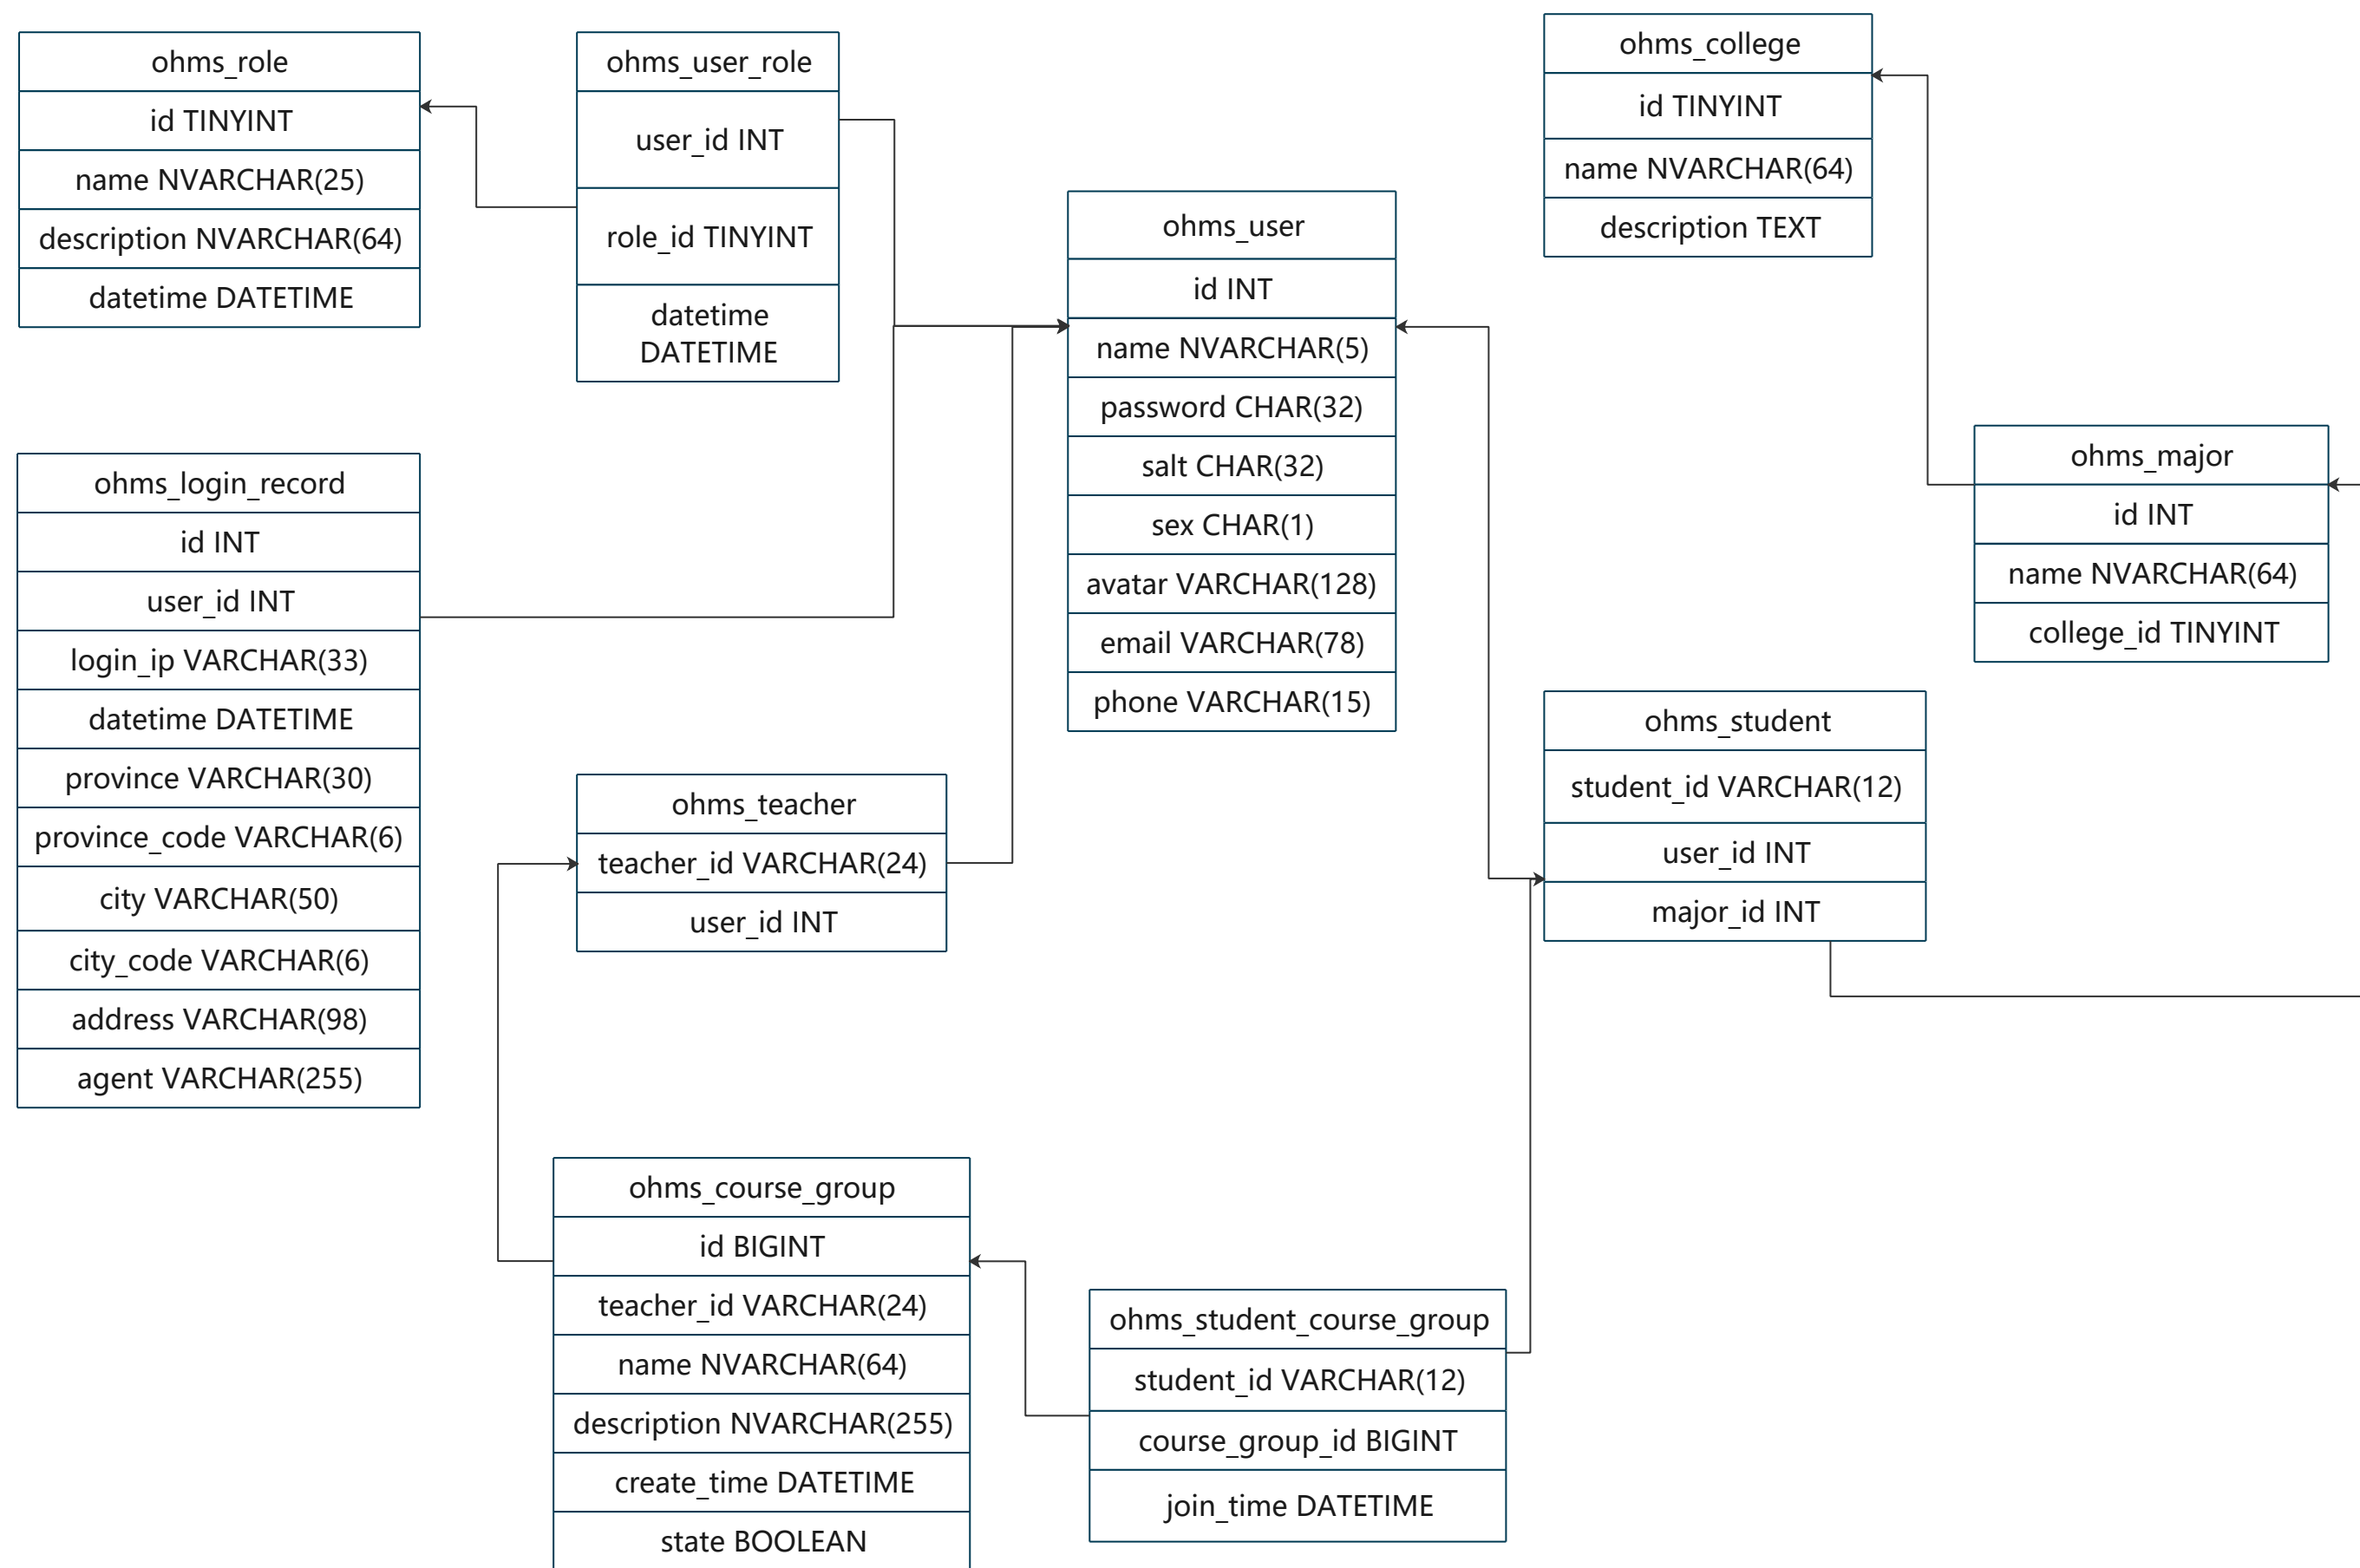 ohms_role
id TINYINT
name NVARCHAR(25)
description NVARCHAR(64)
datetime DATETIME
ohms_user_role
user_id INT
role_id TINYINT
datetime
DATETIME
ohms_user
id INT
name NVARCHAR(5)
password CHAR(32)
salt CHAR(32)
sex CHAR(1)
avatar VARCHAR(128)
email VARCHAR(78)
phone VARCHAR(15)
ohms_college
id TINYINT
name NVARCHAR(64)
description TEXT
ohms_major
id INT
name NVARCHAR(64)
college_id TINYINT
ohms_login_record
id INT
user_id INT
login_ip VARCHAR(33)
datetime DATETIME
province VARCHAR(30)
province_code VARCHAR(6)
city VARCHAR(50)
city_code VARCHAR(6)
address VARCHAR(98)
agent VARCHAR(255)
ohms_teacher
teacher_id VARCHAR(24)
user_id INT
ohms_student
student_id VARCHAR(12)
user_id INT
major_id INT
ohms_course_group
id BIGINT
teacher_id VARCHAR(24)
name NVARCHAR(64)
description NVARCHAR(255)
create_time DATETIME
state BOOLEAN
ohms_student_course_group
student_id VARCHAR(12)
course_group_id BIGINT
join_time DATETIME